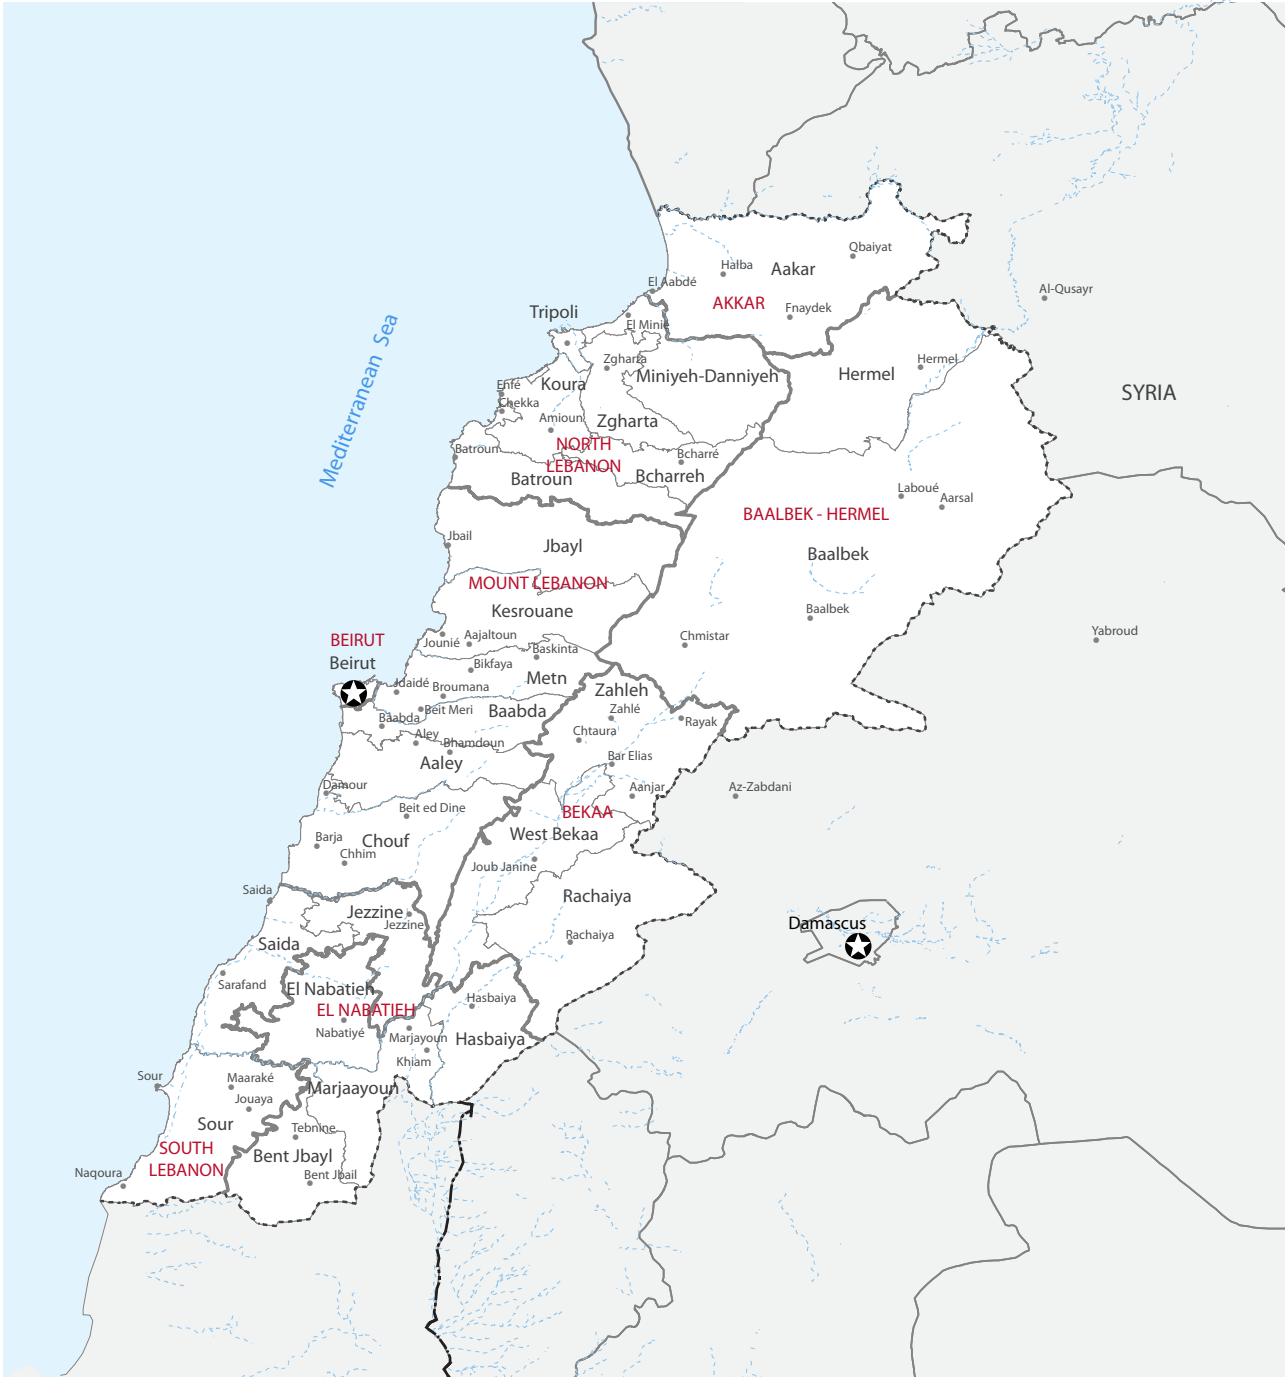 Qbaiyat
Halba
Aakar
El Aabdé
Al-Qusayr
AKKAR
Fnaydek
Tripoli
El Minié
Mediterranean Sea
Zgharta
Hermel
Miniyeh-Danniyeh
Hermel
Koura
Enfé
SYRIA
Chekka
Amioun
Zgharta
NORTH
LEBANON
Batroun
Bcharré
Batroun
Bcharreh
Laboué
Aarsal
BAALBEK - HERMEL
Jbail
Jbayl
Baalbek
MOUNT LEBANON
Kesrouane
Baalbek
Yabroud
BEIRUT
Beirut
Jounié
Aajaltoun
Chmistar
Baskinta
Bikfaya
Metn
Jdaidé
Broumana
Zahleh
Zahlé
Beit Meri
Baabda
Baabda
Rayak
Aley
Bhamdoun
Chtaura
Aaley
Bar Elias
Damour
Aanjar
Az-Zabdani
Beit ed Dine
BEKAA
Barja
Chouf
West Bekaa
Chhim
Joub Janine
Saida
Rachaiya
Jezzine
Jezzine
Damascus
Saida
Rachaiya
Sarafand
El Nabatieh
Hasbaiya
EL NABATIEH
Nabatiyé
Marjayoun
Hasbaiya
Khiam
Sour
Maaraké
Marjaayoun
Jouaya
Sour
Tebnine
SOUTH
LEBANON
Bent Jbayl
Naqoura
Bent Jbail